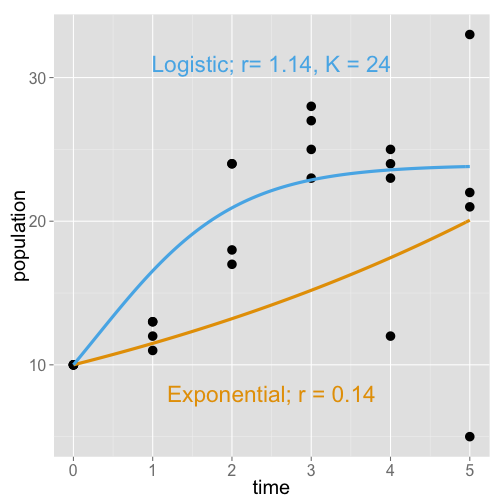 Logistic; r= 1.14, K = 24
30
20
10
population
Exponential; r = 0.14
0 1 2 3 4 5
time